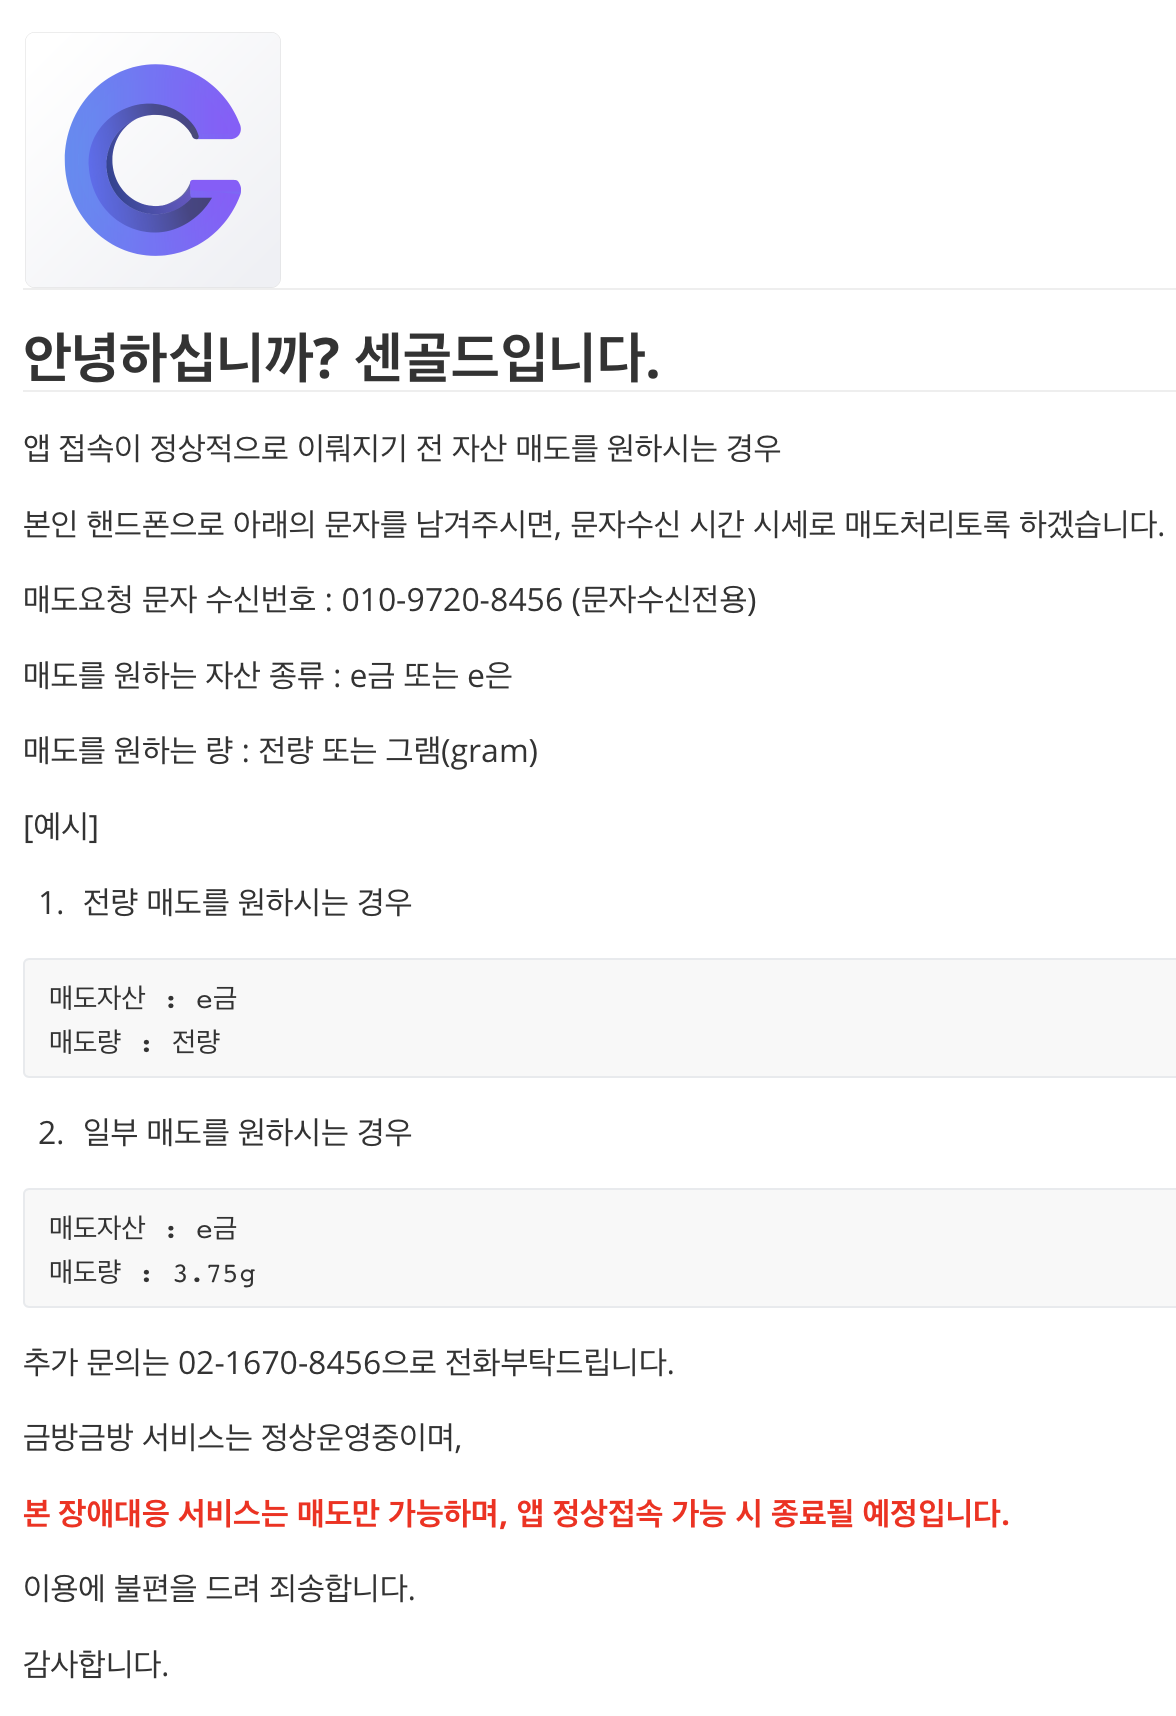 안녕하십니까? 센골드입니다.
앱 접속이 정상적으로 이뤄지기 전 자산 매도를 원하시는 경우
본인 핸드폰으로 아래의 문자를 남겨주시면, 문자수신 시간 시세로 매도처리토록 하겠습니다.
매도요청 문자 수신번호 : 010-9720-8456 (문자수신전용)
매도를 원하는 자산 종류 : e금 또는 e은
매도를 원하는 량 : 전량 또는 그램(gram)
[예시]
1. 전량 매도를 원하시는 경우
매도자산 : e금
매도량 : 전량
2. 일부 매도를 원하시는 경우
매도자산 : e금
매도량 : 3.75g
추가 문의는 02-1670-8456으로 전화부탁드립니다.
금방금방 서비스는 정상운영중이며,
본 장애대응 서비스는 매도만 가능하며, 앱 정상접속 가능 시 종료될 예정입니다.
이용에 불편을 드려 죄송합니다.
감사합니다.